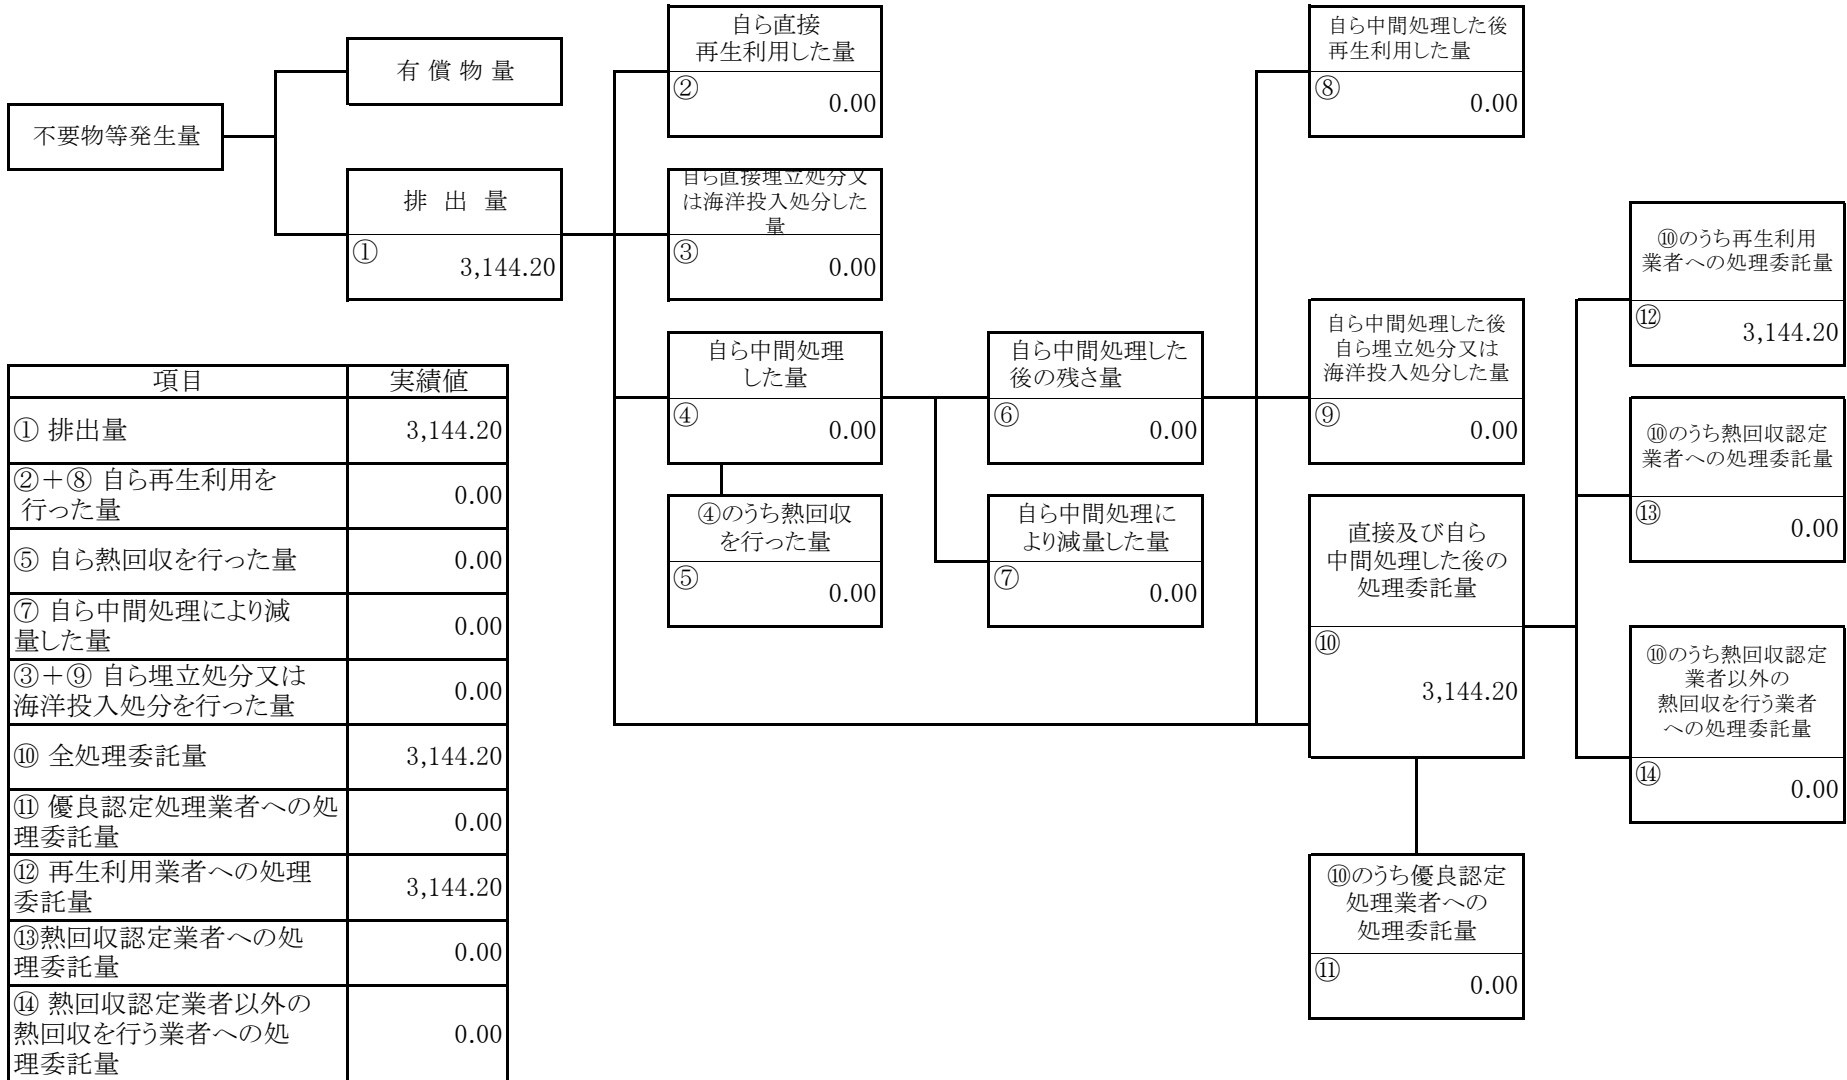 不要物等発生量
有 償 物 量
排 出 量
①
3,144.20
自ら直接
再生利用した量
②
0.00
自ら直接埋立処分又
は海洋投入処分した
量
③
0.00
自ら中間処理
した量
④
0.00
④のうち熱回収
を行った量
⑤
0.00
自ら中間処理した
後の残さ量
⑥
0.00
自ら中間処理に
より減量した量
⑦
0.00
自ら中間処理した後
再生利用した量
⑧
0.00
自ら中間処理した後
自ら埋立処分又は
海洋投入処分した量
⑨
0.00
直接及び自ら
中間処理した後の
処理委託量
⑩
3,144.20
⑩のうち優良認定
処理業者への
処理委託量
⑪
0.00
⑩のうち再生利用
業者への処理委託量
⑫
3,144.20
⑩のうち熱回収認定
業者への処理委託量
⑬
0.00
⑩のうち熱回収認定
業者以外の
熱回収を行う業者
への処理委託量
⑭
0.00
項目 実績値
① 排出量 3,144.20
②＋⑧ 自ら再生利用を
行った量 0.00
⑤ 自ら熱回収を行った量 0.00
⑦ 自ら中間処理により減
量した量 0.00
③＋⑨ 自ら埋立処分又は
海洋投入処分を行った量 0.00
⑩ 全処理委託量 3,144.20
⑪ 優良認定処理業者への処
理委託量 0.00
⑫ 再生利用業者への処理
委託量 3,144.20
⑬熱回収認定業者への処
理委託量 0.00
⑭ 熱回収認定業者以外の
熱回収を行う業者への処
理委託量 0.00